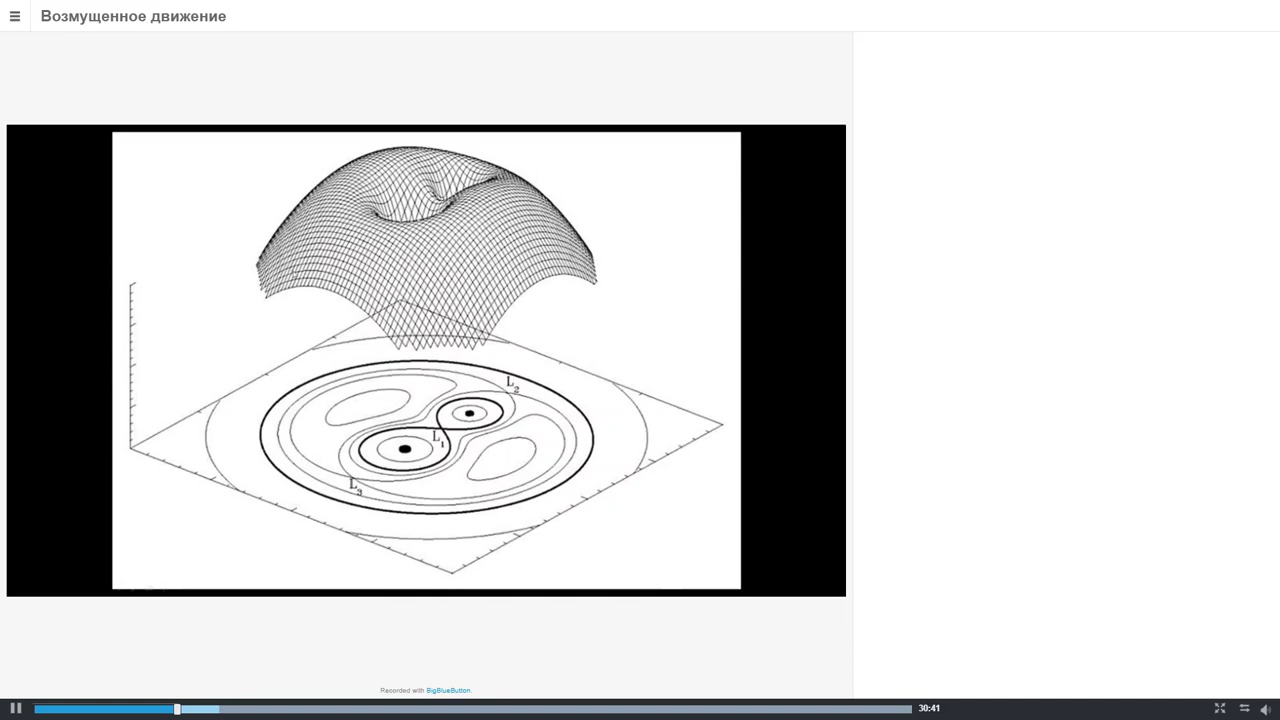 Возмущенное движение
L2
L1
L3
Recorded with BigBlueButton.
30:41